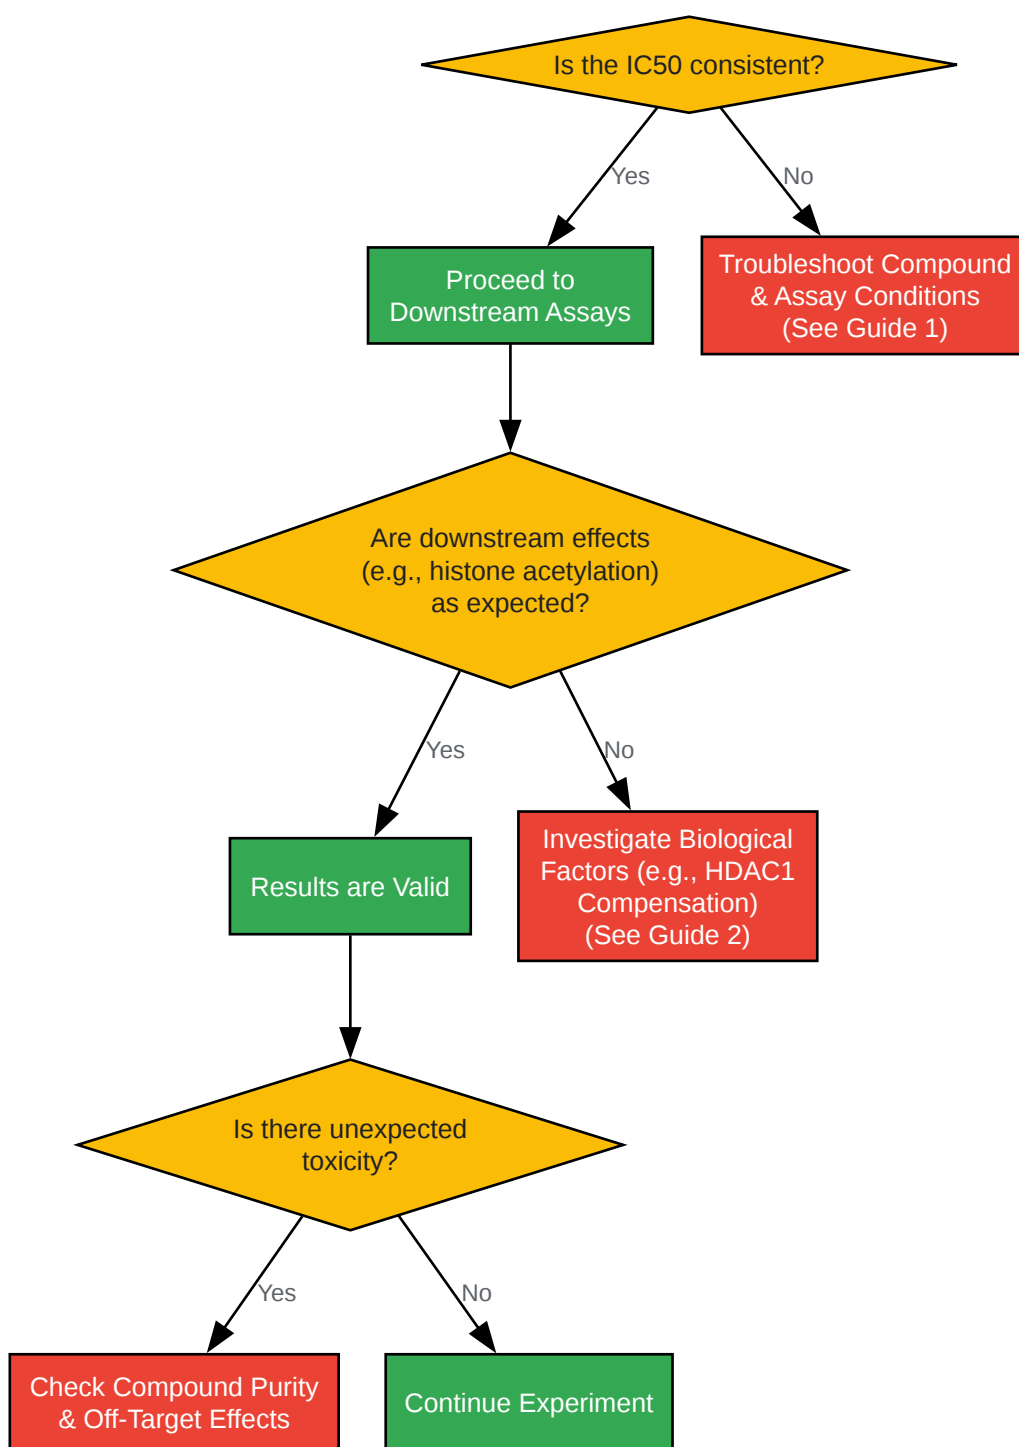 Is the IC50 consistent?
Yes
No
Proceed to
Downstream Assays
Troubleshoot Compound
& Assay Conditions
(See Guide 1)
Are downstream effects
(e.g., histone acetylation)
as expected?
Yes
No
Results are Valid
Investigate Biological
Factors (e.g., HDAC1
Compensation)
(See Guide 2)
Is there unexpected
toxicity?
Yes
No
Check Compound Purity
& Off-Target Effects
Continue Experiment